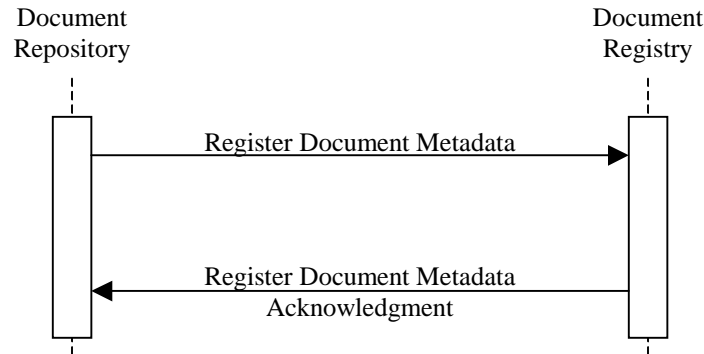 Document
Repository
Document
Registry
Register Document Metadata
Register Document Metadata
Acknowledgment